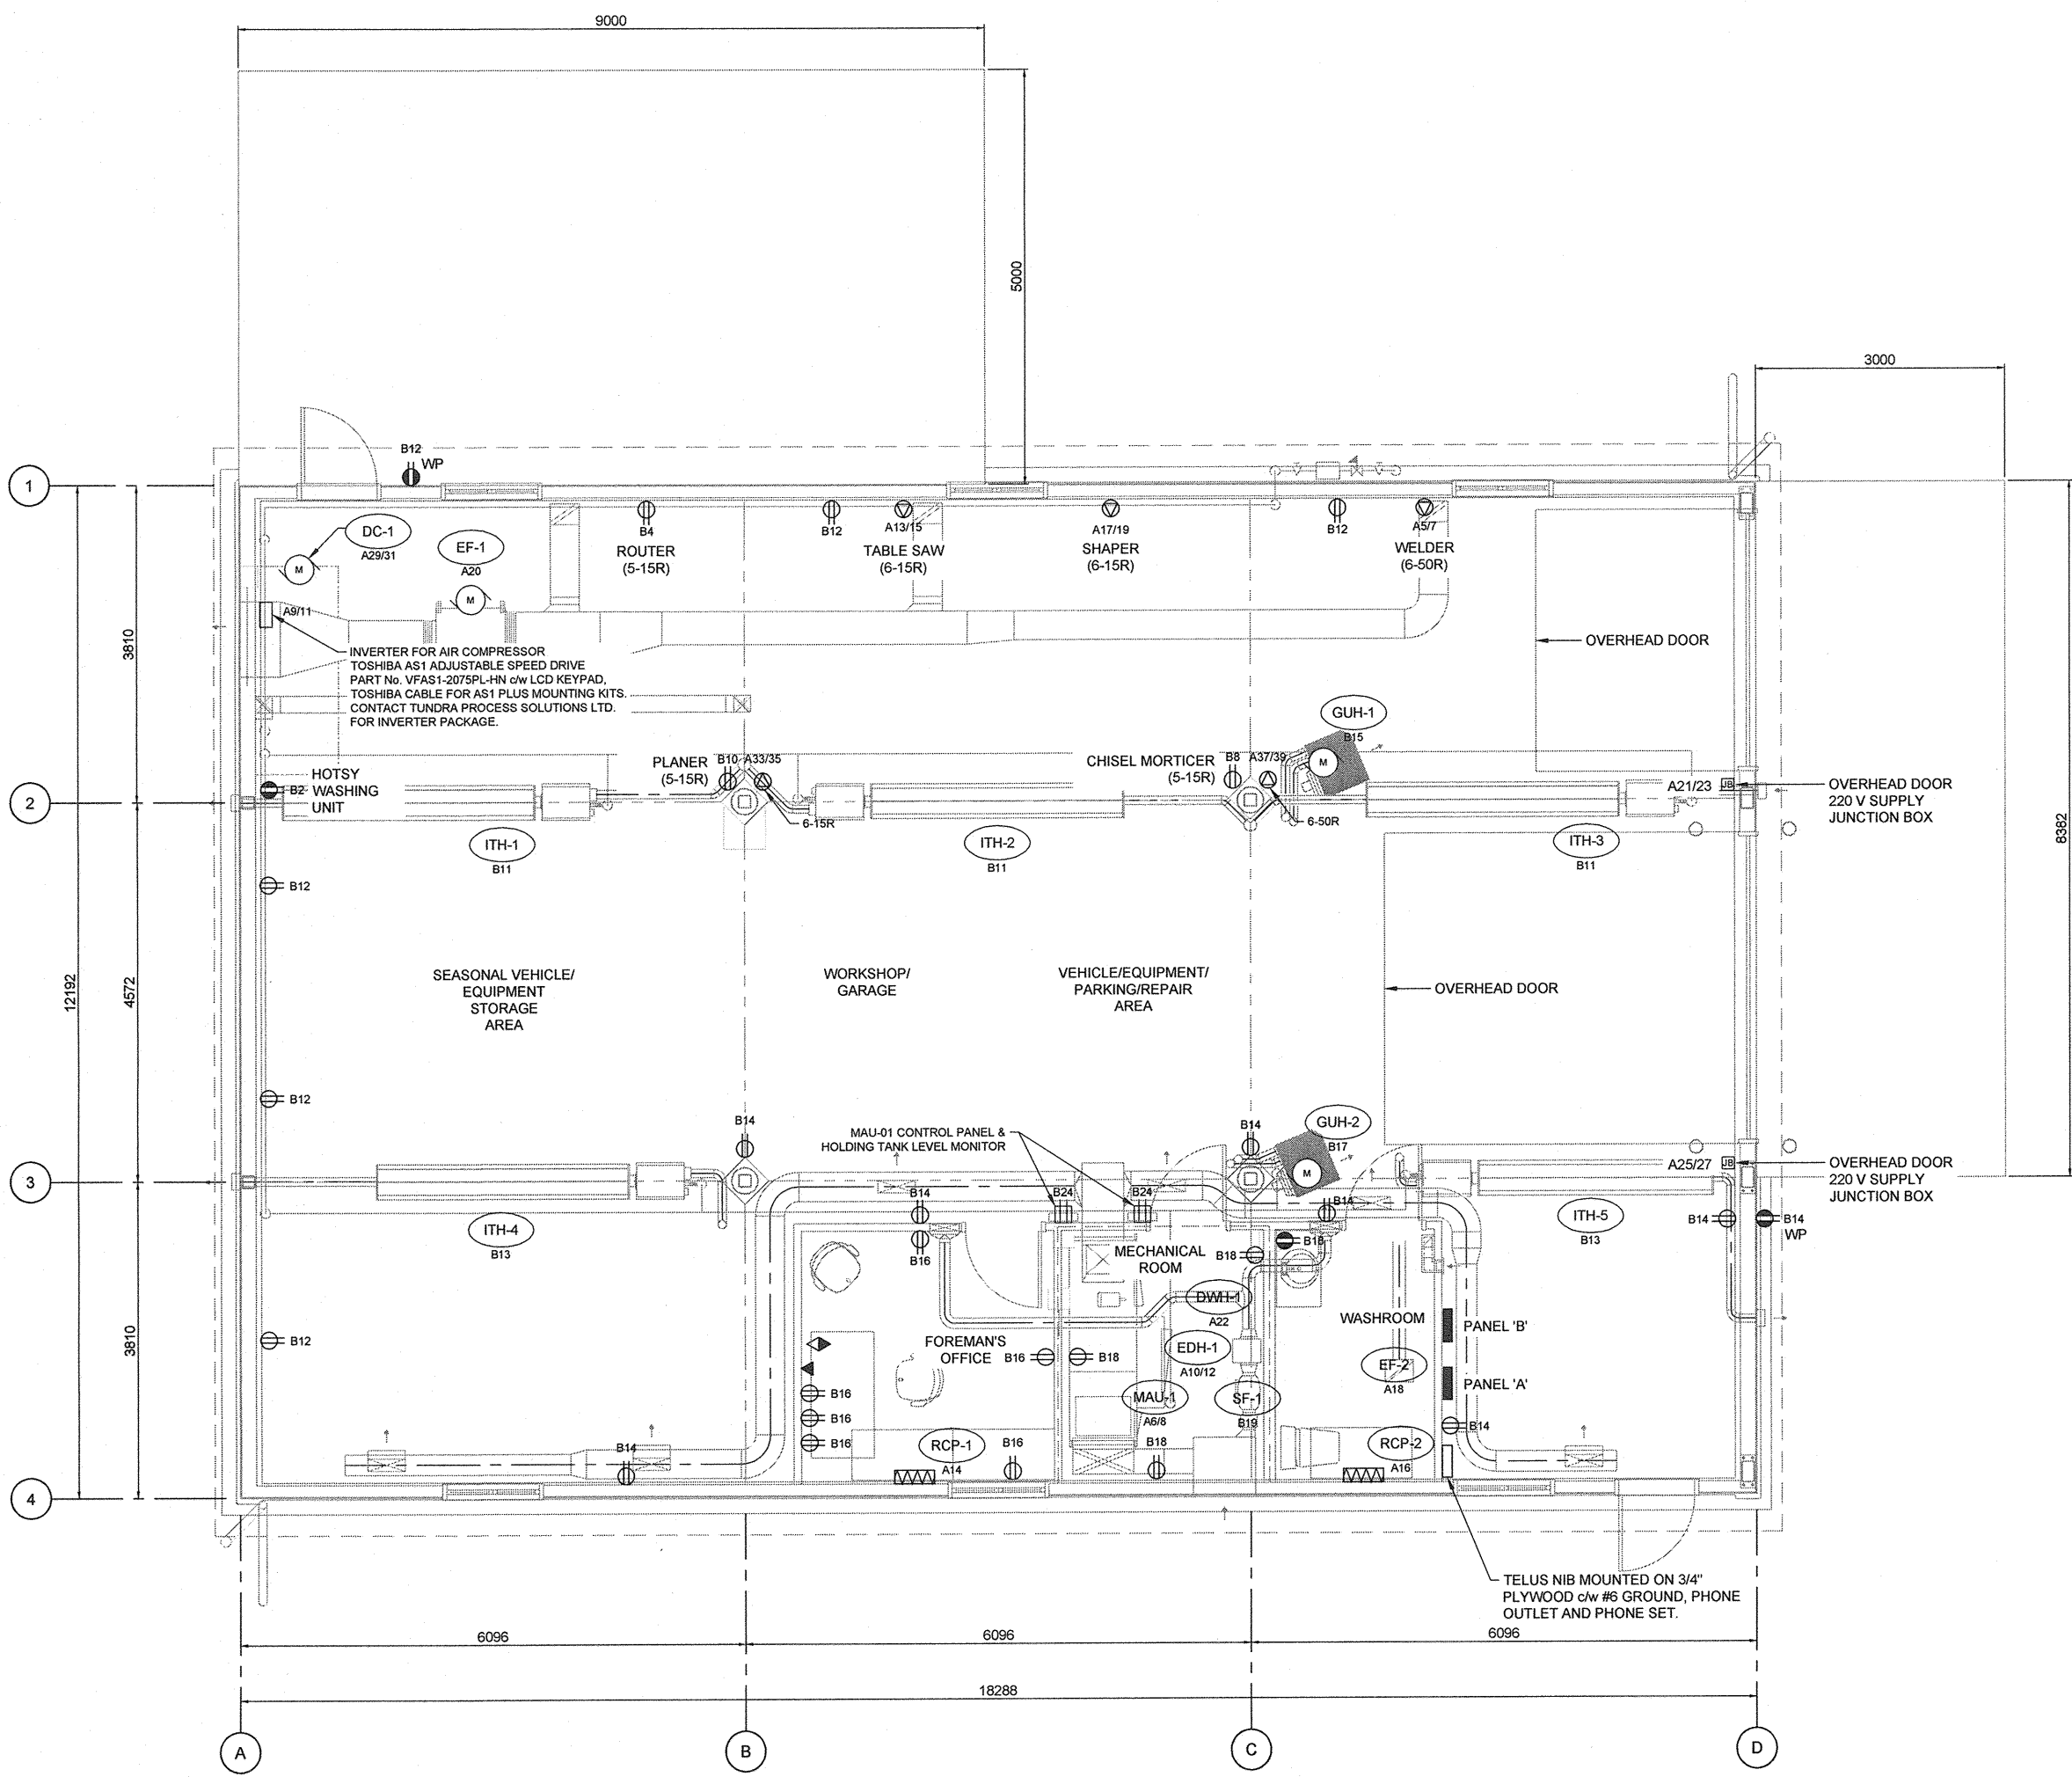 9000
5000
3000
B12
WP
1
DC-1
A29/31
EF-1
A20
M
M
B4
ROUTER
(5-15R)
B12
A13/15
TABLE SAW
(6-15R)
A17/19
SHAPER
(6-15R)
B12
A5/7
WELDER
(6-50R)
A9/11
INVERTER FOR AIR COMPRESSOR
TOSHIBA AS1 ADJUSTABLE SPEED DRIVE
PART No. VFAS1-2075PL-HN c/w LCD KEYPAD,
TOSHIBA CABLE FOR AS1 PLUS MOUNTING KITS.
CONTACT TUNDRA PROCESS SOLUTIONS LTD.
FOR INVERTER PACKAGE.
OVERHEAD DOOR
3810
GUH-1
B15
M
PLANER
(5-15R)
B10
A33/35
6-15R
CHISEL MORTICER
(5-15R)
B8
A37/39
6-50R
HOTSY
WASHING
UNIT
B2
2
A21/23
JB
OVERHEAD DOOR
220 V SUPPLY
JUNCTION BOX
ITH-1
B11
ITH-2
B11
ITH-3
B11
8382
B12
12192
4572
SEASONAL VEHICLE/
EQUIPMENT
STORAGE
AREA
WORKSHOP/
GARAGE
VEHICLE/EQUIPMENT/
PARKING/REPAIR
AREA
OVERHEAD DOOR
B12
B14
MAU-01 CONTROL PANEL &
HOLDING TANK LEVEL MONITOR
B14
GUH-2
B17
M
3
A25/27
JB
OVERHEAD DOOR
220 V SUPPLY
JUNCTION BOX
B14
B24
B24
B14
ITH-4
B13
ITH-5
B13
B14
B14
WP
B16
MECHANICAL
ROOM
B18
B18
DWH-1
A22
WASHROOM
PANEL 'B'
B12
3810
FOREMAN'S
OFFICE
B16
B18
EDH-1
A10/12
EF-2
A18
PANEL 'A'
B16
B16
B16
MAU-1
A6/8
SF-1
B19
B14
RCP-1
A14
B16
B18
RCP-2
A16
B14
4
TELUS NIB MOUNTED ON 3/4"
PLYWOOD c/w #6 GROUND, PHONE
OUTLET AND PHONE SET.
6096
6096
6096
18288
A
B
C
D